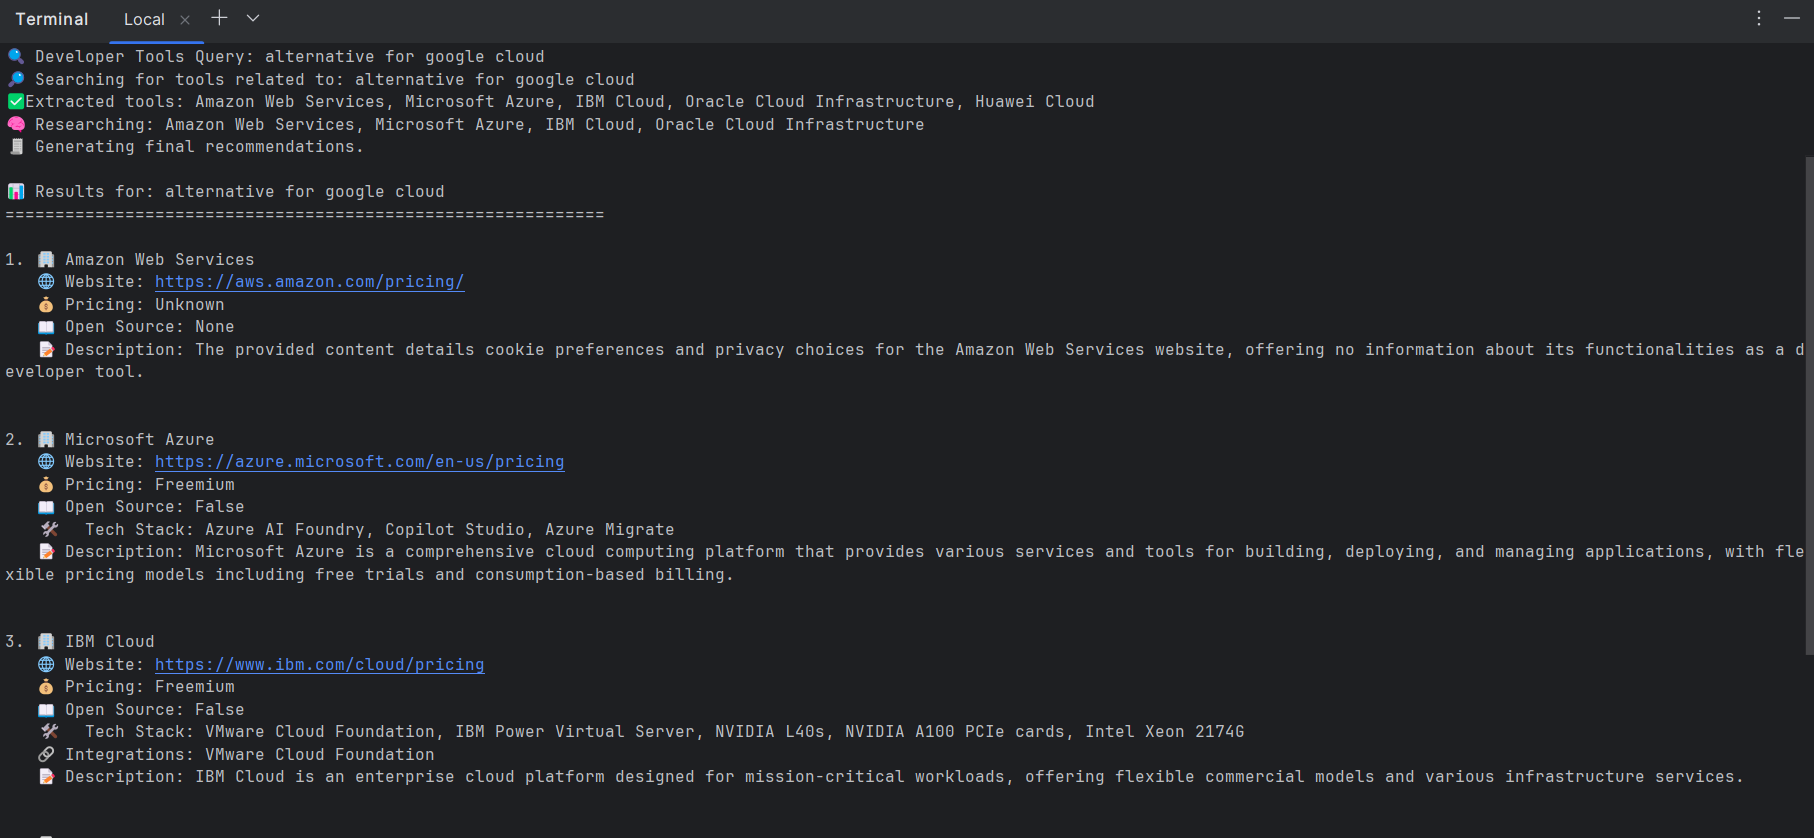 Terminal Local
Developer Tools Query: alternative for google cloud
Searching for tools related to: alternative for google cloud
Extracted tools: Amazon Web Services, Microsoft Azure, IBM Cloud, Oracle Cloud Infrastructure, Huawei Cloud
Researching: Amazon Web Services, Microsoft Azure, IBM Cloud, Oracle Cloud Infrastructure
Generating final recommendations.
Results for: alternative for google cloud
============================================================
1. Amazon Web Services
Website: https://aws.amazon.com/pricing/
Pricing: Unknown
Open Source: None
Description: The provided content details cookie preferences and privacy choices for the Amazon Web Services website, offering no information about its functionalities as a d
eveloper tool.
2. Microsoft Azure
Website: https://azure.microsoft.com/en-us/pricing
Pricing: Freemium
Open Source: False
Tech Stack: Azure AI Foundry, Copilot Studio, Azure Migrate
Description: Microsoft Azure is a comprehensive cloud computing platform that provides various services and tools for building, deploying, and managing applications, with fle
xible pricing models including free trials and consumption-based billing.
3. IBM Cloud
Website: https://www.ibm.com/cloud/pricing
Pricing: Freemium
Open Source: False
Tech Stack: VMware Cloud Foundation, IBM Power Virtual Server, NVIDIA L40s, NVIDIA A100 PCIe cards, Intel Xeon 2174G
Integrations: VMware Cloud Foundation
Description: IBM Cloud is an enterprise cloud platform designed for mission-critical workloads, offering flexible commercial models and various infrastructure services.